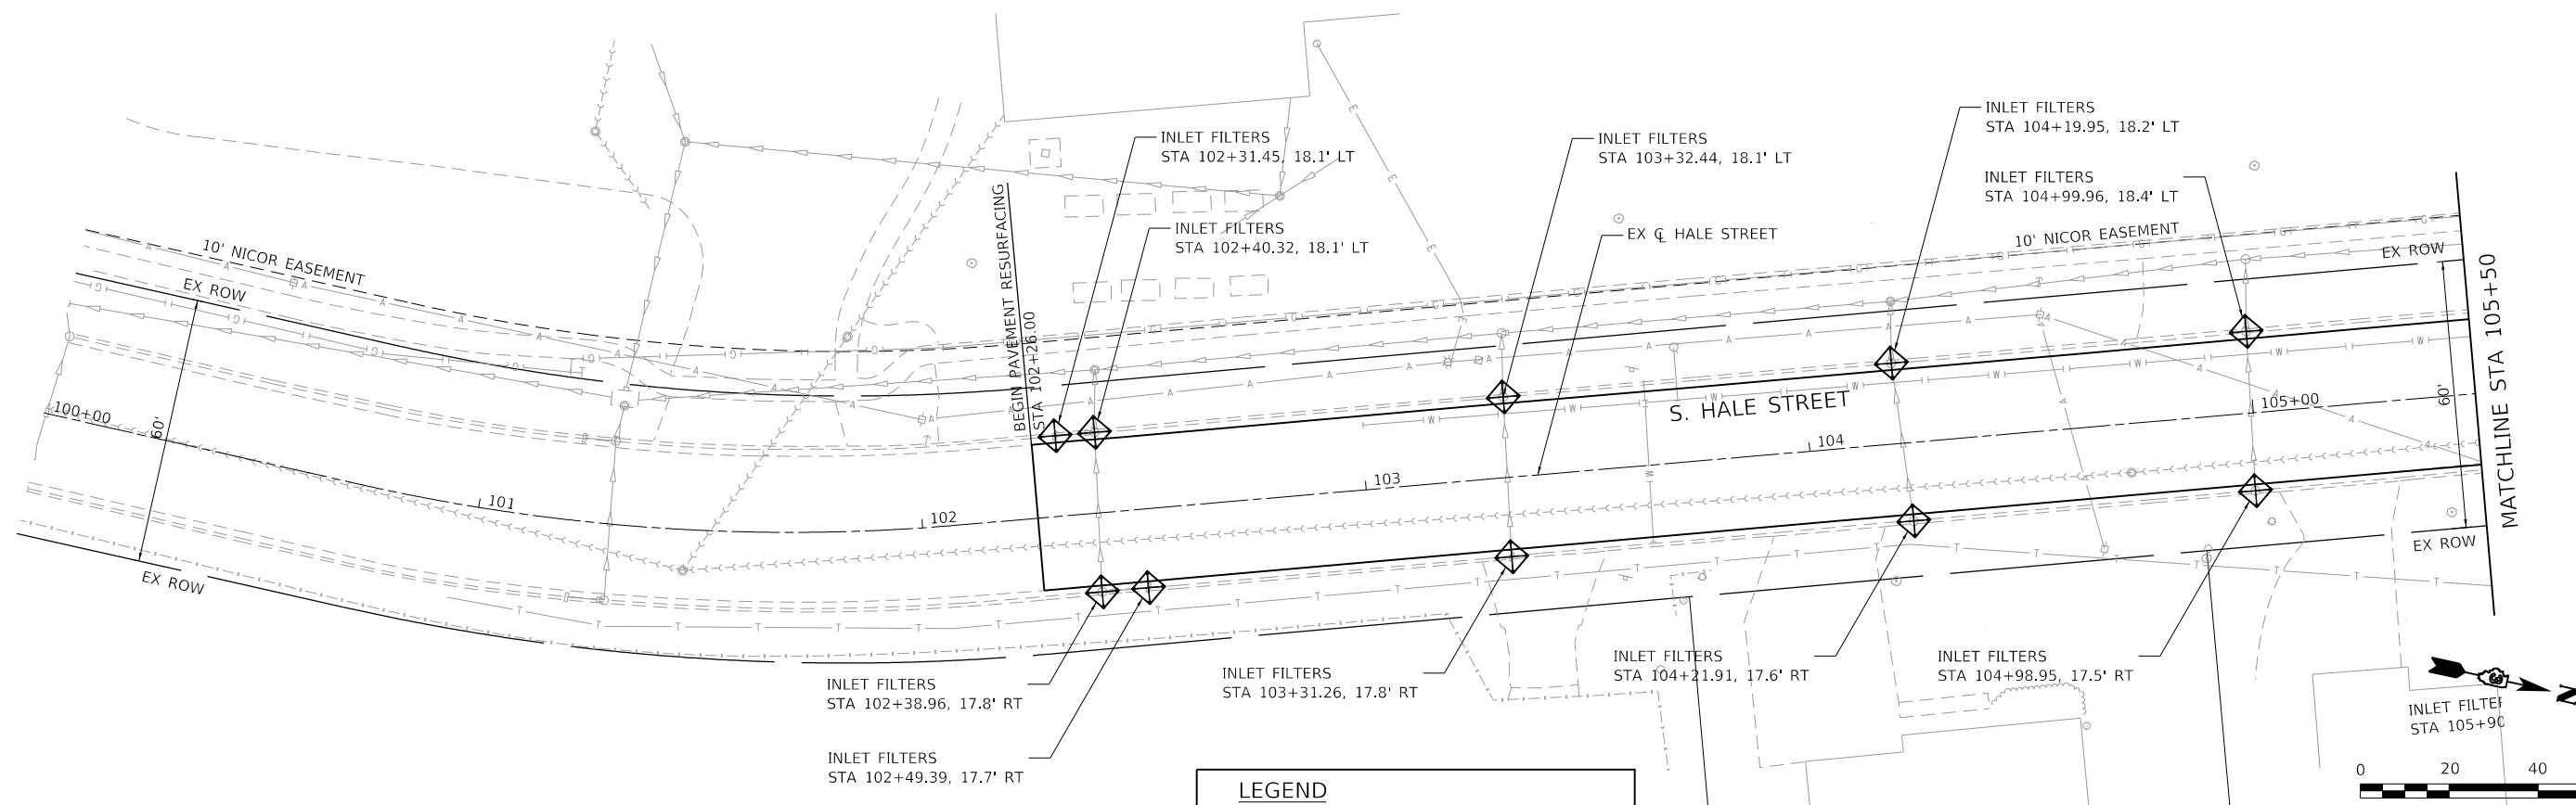 INLET FILTERS
STA 102+31.45, 18.1' LT
INLET FILTERS
STA 103+32.44, 18.1' LT
INLET FILTERS
STA 104+19.95, 18.2' LT
INLET FILTERS
STA 104+99.96, 18.4' LT
INLET FILTERS
STA 102+40.32, 18.1' LT
EX ℄ HALE STREET
10' NICOR EASEMENT
EX ROW
10' NICOR EASEMENT
EX ROW
BEGIN PAVEMENT RESURFACING
STA 102+26.00
MATCHLINE STA 105+50
60'
60'
S. HALE STREET
100+00
101
102
103
104
105+00
EX ROW
EX ROW
INLET FILTERS
STA 102+38.96, 17.8' RT
INLET FILTERS
STA 102+49.39, 17.7' RT
INLET FILTERS
STA 103+31.26, 17.8' RT
INLET FILTERS
STA 104+21.91, 17.6' RT
INLET FILTERS
STA 104+98.95, 17.5' RT
INLET
STA 105+90
N
LEGEND
0 20 40